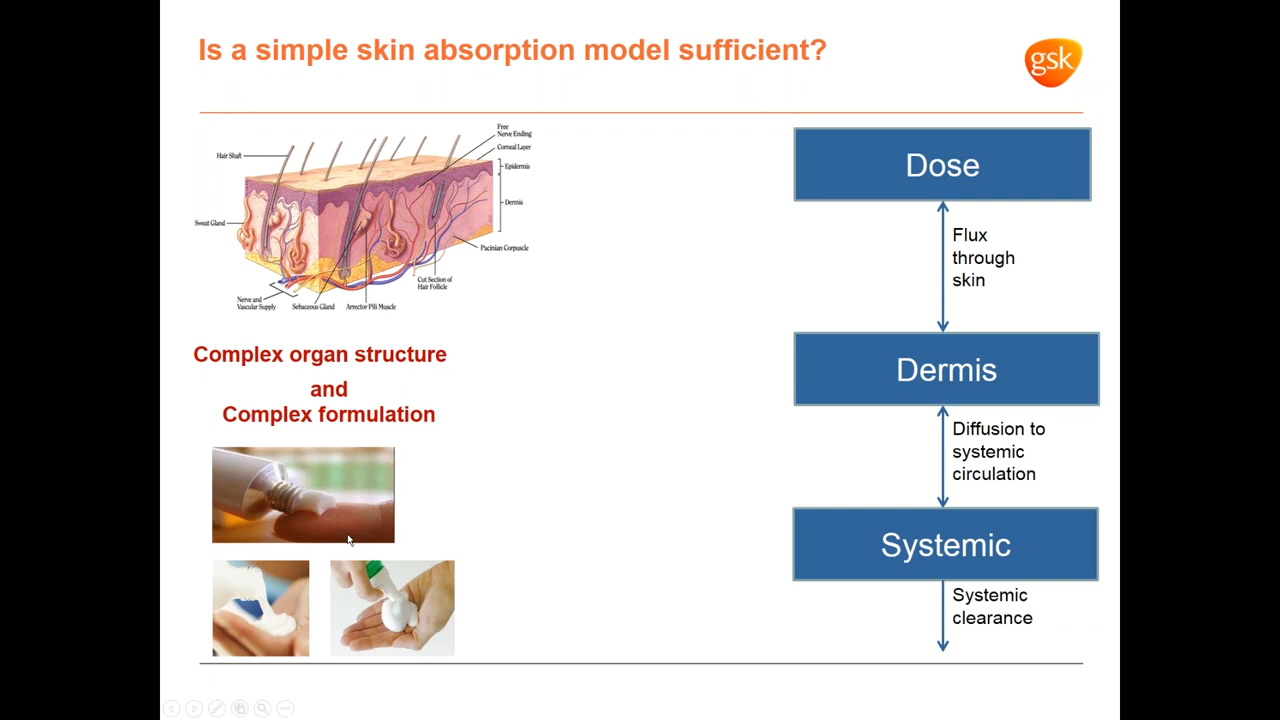 Is a simple skin absorption model sufficient?
gsk
Free
Nerve Ending
Corneal Layer
Hair Shaft
Epidermis
Dermis
Sweat Gland
Pacinian Corpuscle
Cut Section of
Hair Follicle
Nerve and
Vascular Supply
Sebaceous Gland
Arrector Pili Muscle
Complex organ structure
and
Complex formulation
Dose
Flux
through
skin
Dermis
Diffusion to
systemic
circulation
Systemic
Systemic
clearance